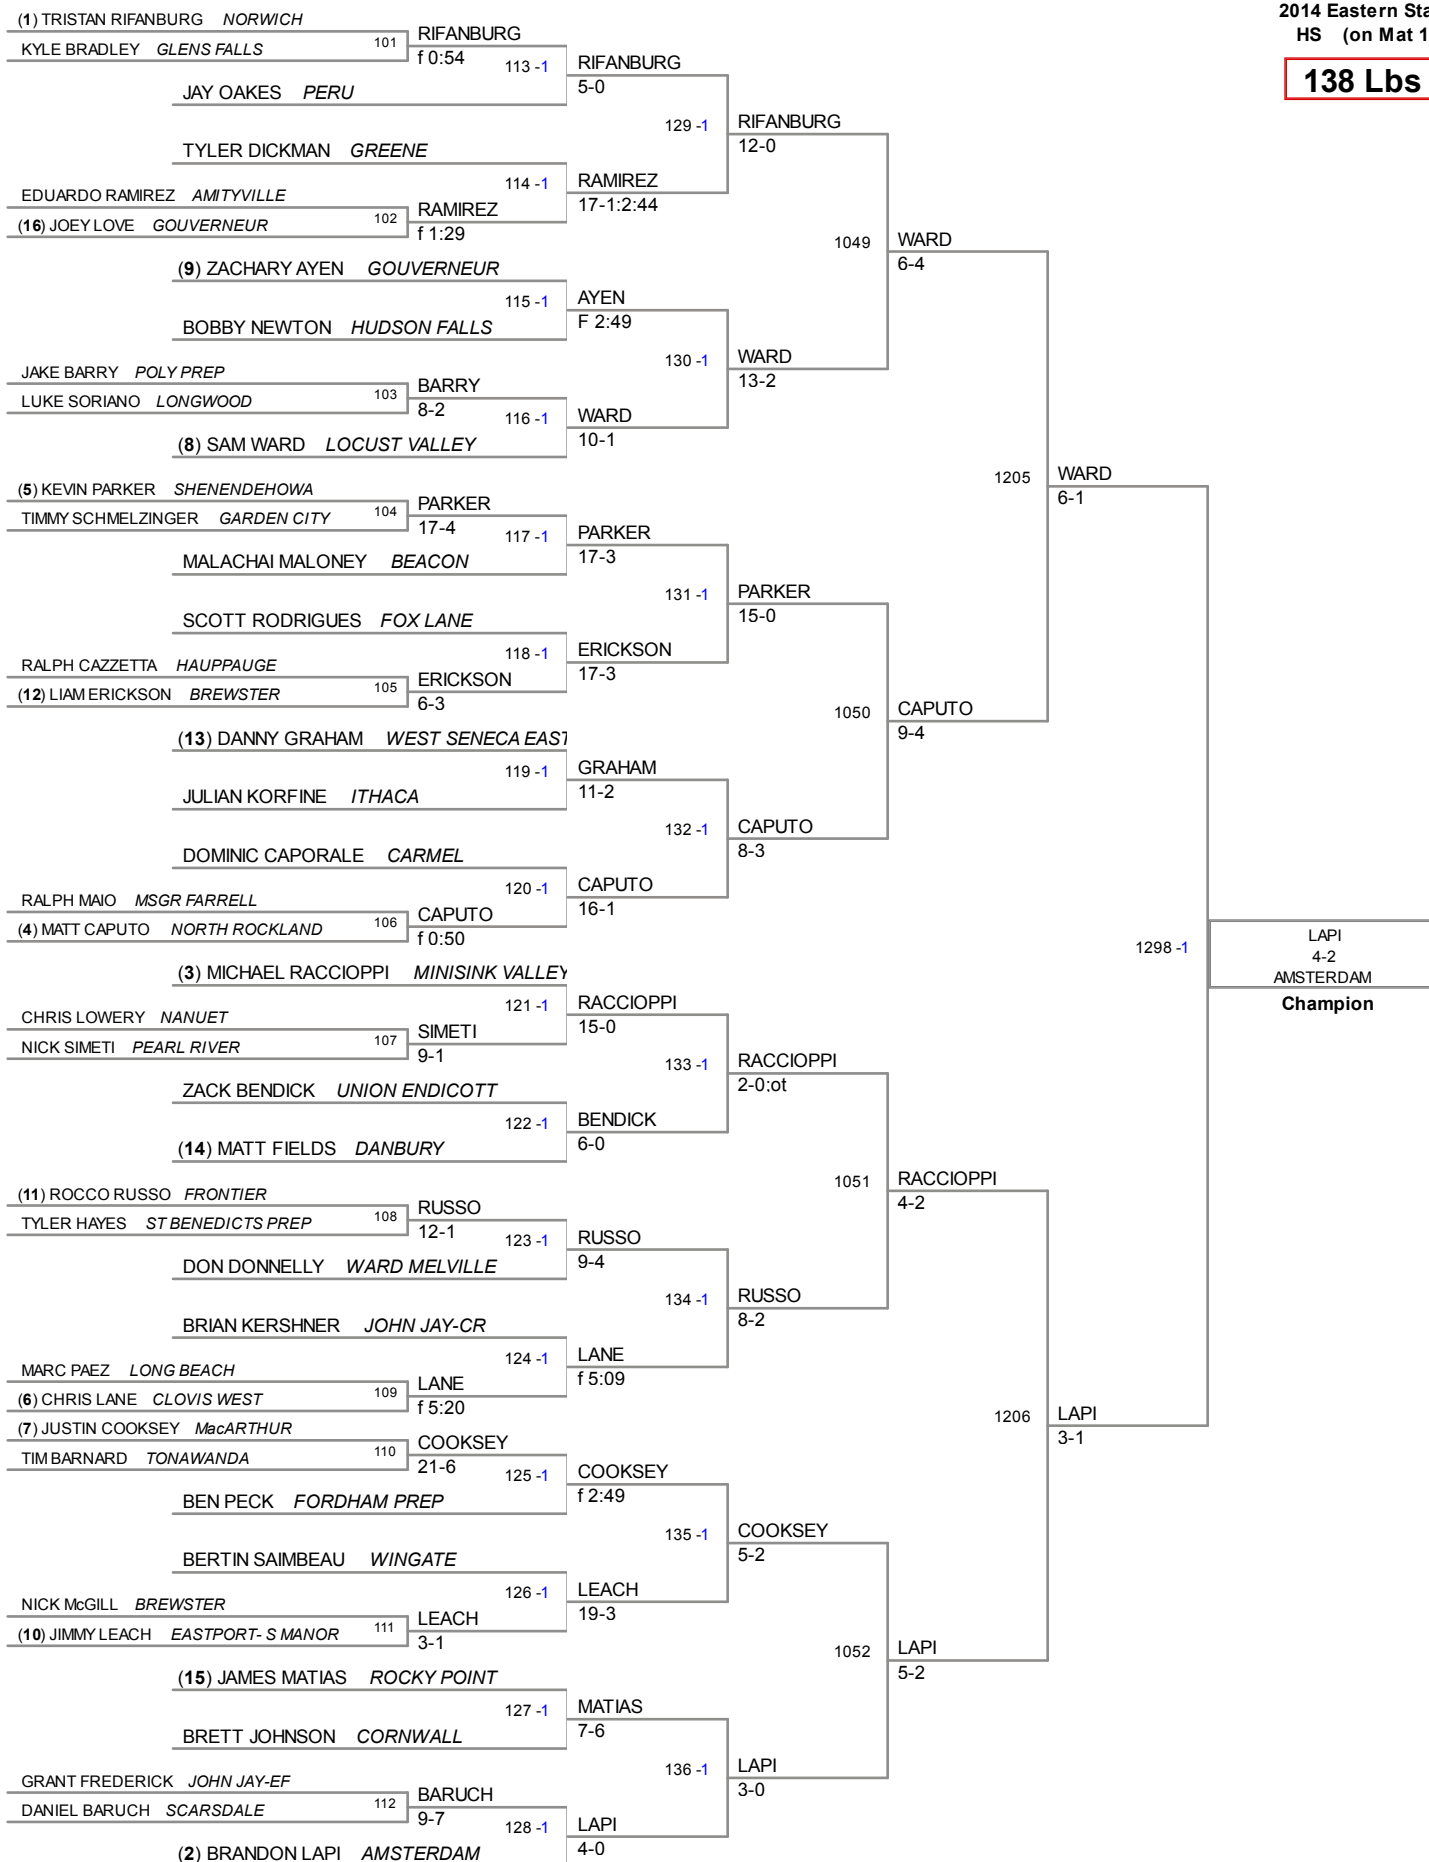 2014 Eastern Sta
HS (on Mat 1
138 Lbs
(1) TRISTAN RIFANBURG NORWICH
KYLE BRADLEY GLENS FALLS
101
RIFANBURG
f 0:54
JAY OAKES PERU
113 -1
RIFANBURG
5-0
TYLER DICKMAN GREENE
EDUARDO RAMIREZ AMITYVILLE
(16) JOEY LOVE GOUVERNEUR
102
RAMIREZ
f 1:29
114 -1
RAMIREZ
17-1:2:44
129 -1
RIFANBURG
12-0
(9) ZACHARY AYEN GOUVERNEUR
BOBBY NEWTON HUDSON FALLS
115 -1
AYEN
F 2:49
JAKE BARRY POLY PREP
LUKE SORIANO LONGWOOD
103
BARRY
8-2
(8) SAM WARD LOCUST VALLEY
116 -1
WARD
10-1
130 -1
WARD
13-2
1049
WARD
6-4
(5) KEVIN PARKER SHENENDEHOWA
TIMMY SCHMELZINGER GARDEN CITY
104
PARKER
17-4
MALACHAI MALONEY BEACON
117 -1
PARKER
17-3
SCOTT RODRIGUES FOX LANE
RALPH CAZZETTA HAUPPAUGE
(12) LIAM ERICKSON BREWSTER
105
ERICKSON
6-3
118 -1
ERICKSON
17-3
131 -1
PARKER
15-0
(13) DANNY GRAHAM WEST SENECA EAST
JULIAN KORFINE ITHACA
119 -1
GRAHAM
11-2
DOMINIC CAPORALE CARMEL
RALPH MAIO MSGR FARRELL
(4) MATT CAPUTO NORTH ROCKLAND
106
CAPUTO
f 0:50
120 -1
CAPUTO
16-1
132 -1
CAPUTO
8-3
1050
CAPUTO
9-4
1205
WARD
6-1
(3) MICHAEL RACCIOPPI MINISINK VALLEY
CHRIS LOWERY NANUET
NICK SIMETI PEARL RIVER
107
SIMETI
9-1
121 -1
RACCIOPPI
15-0
ZACK BENDICK UNION ENDICOTT
(14) MATT FIELDS DANBURY
122 -1
BENDICK
6-0
133 -1
RACCIOPPI
2-0:ot
(11) ROCCO RUSSO FRONTIER
TYLER HAYES ST BENEDICTS PREP
108
RUSSO
12-1
DON DONNELLY WARD MELVILLE
123 -1
RUSSO
9-4
BRIAN KERSHNER JOHN JAY-CR
MARC PAEZ LONG BEACH
(6) CHRIS LANE CLOVIS WEST
109
LANE
f 5:20
124 -1
LANE
f 5:09
134 -1
RUSSO
8-2
1051
RACCIOPPI
4-2
(7) JUSTIN COOKSEY MacARTHUR
TIM BARNARD TONAWANDA
110
COOKSEY
21-6
BEN PECK FORDHAM PREP
125 -1
COOKSEY
f 2:49
BERTIN SAIMBEAU WINGATE
NICK McGILL BREWSTER
(10) JIMMY LEACH EASTPORT- S MANOR
111
LEACH
3-1
126 -1
LEACH
19-3
135 -1
COOKSEY
5-2
(15) JAMES MATIAS ROCKY POINT
BRETT JOHNSON CORNWALL
127 -1
MATIAS
7-6
GRANT FREDERICK JOHN JAY-EF
DANIEL BARUCH SCARSDALE
112
BARUCH
9-7
(2) BRANDON LAPI AMSTERDAM
128 -1
LAPI
4-0
136 -1
LAPI
3-0
1052
LAPI
5-2
1206
LAPI
3-1
1298 -1
LAPI
4-2
AMSTERDAM
Champion